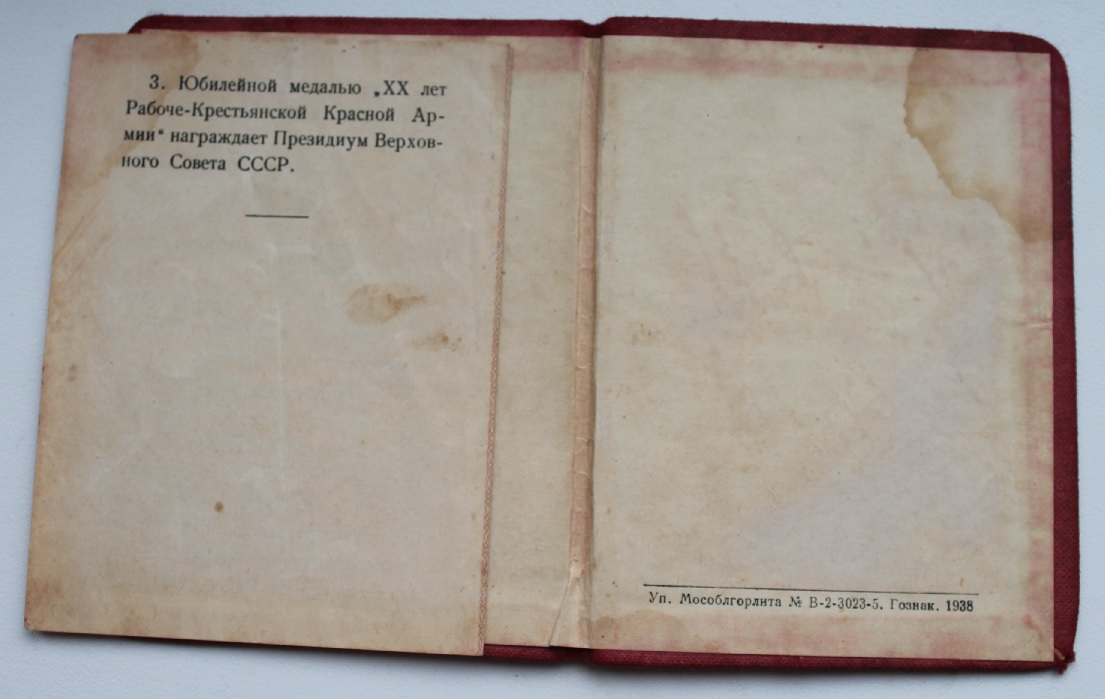 3. Юбилейной медалью „XX лет
Рабоче-Крестьянской Красной Ар-
мии“ награждает Президиум Верхов-
ного Совета СССР.
Уп. Мособлгорлита № В-2-3023-5. Гознак. 1938